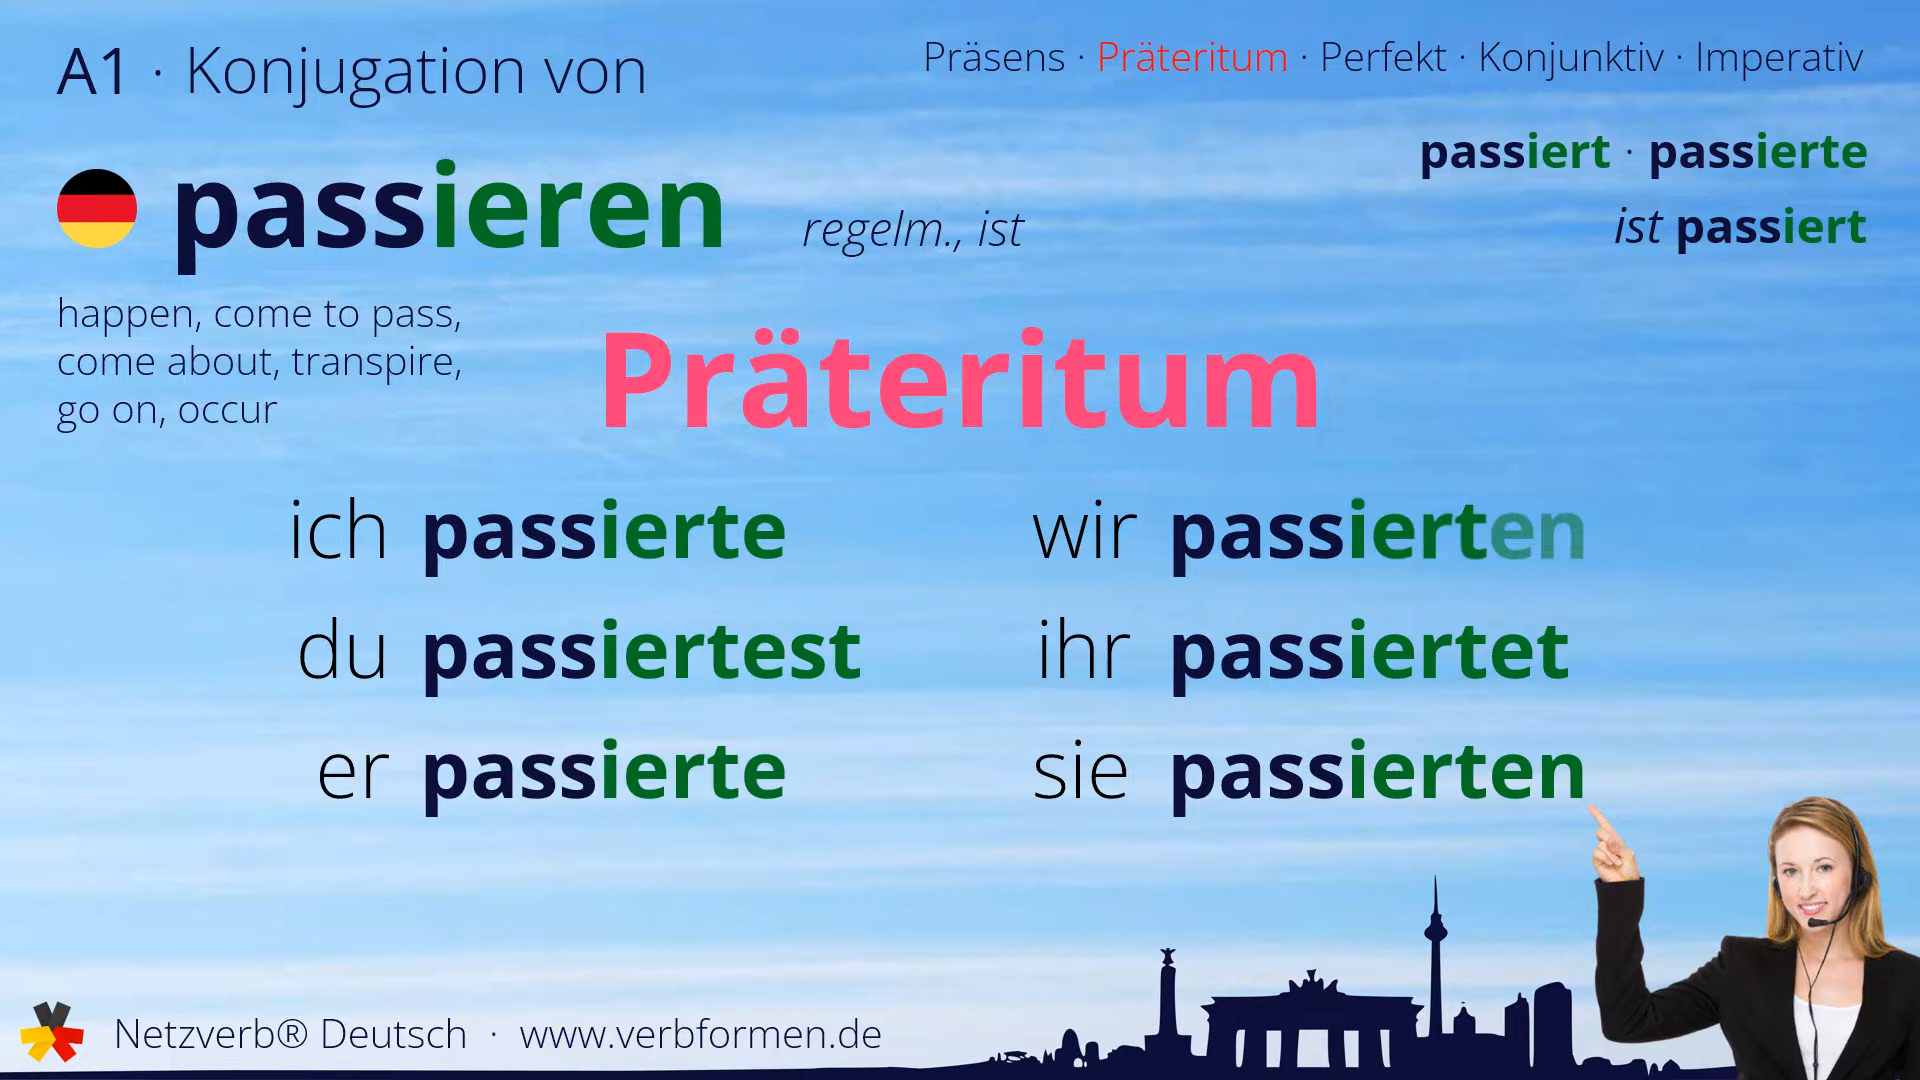 A1 · Konjugation von
Präsens · Präteritum · Perfekt · Konjunktiv · Imperativ
passieren
regelm., ist
passiert · passierte
ist passiert
happen, come to pass,
come about, transpire,
go on, occur
Präteritum
ich passierte
du passiertest
er passierte
wir passierten
ihr passiertet
sie passierten
Netzverb® Deutsch · www.verbformen.de